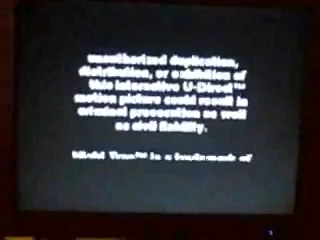 unauthorized duplication,
distribution, or exhibition of
this interactive U-Direct™
motion picture could result in
criminal prosecution as well
as civil liability.
is a trademark of